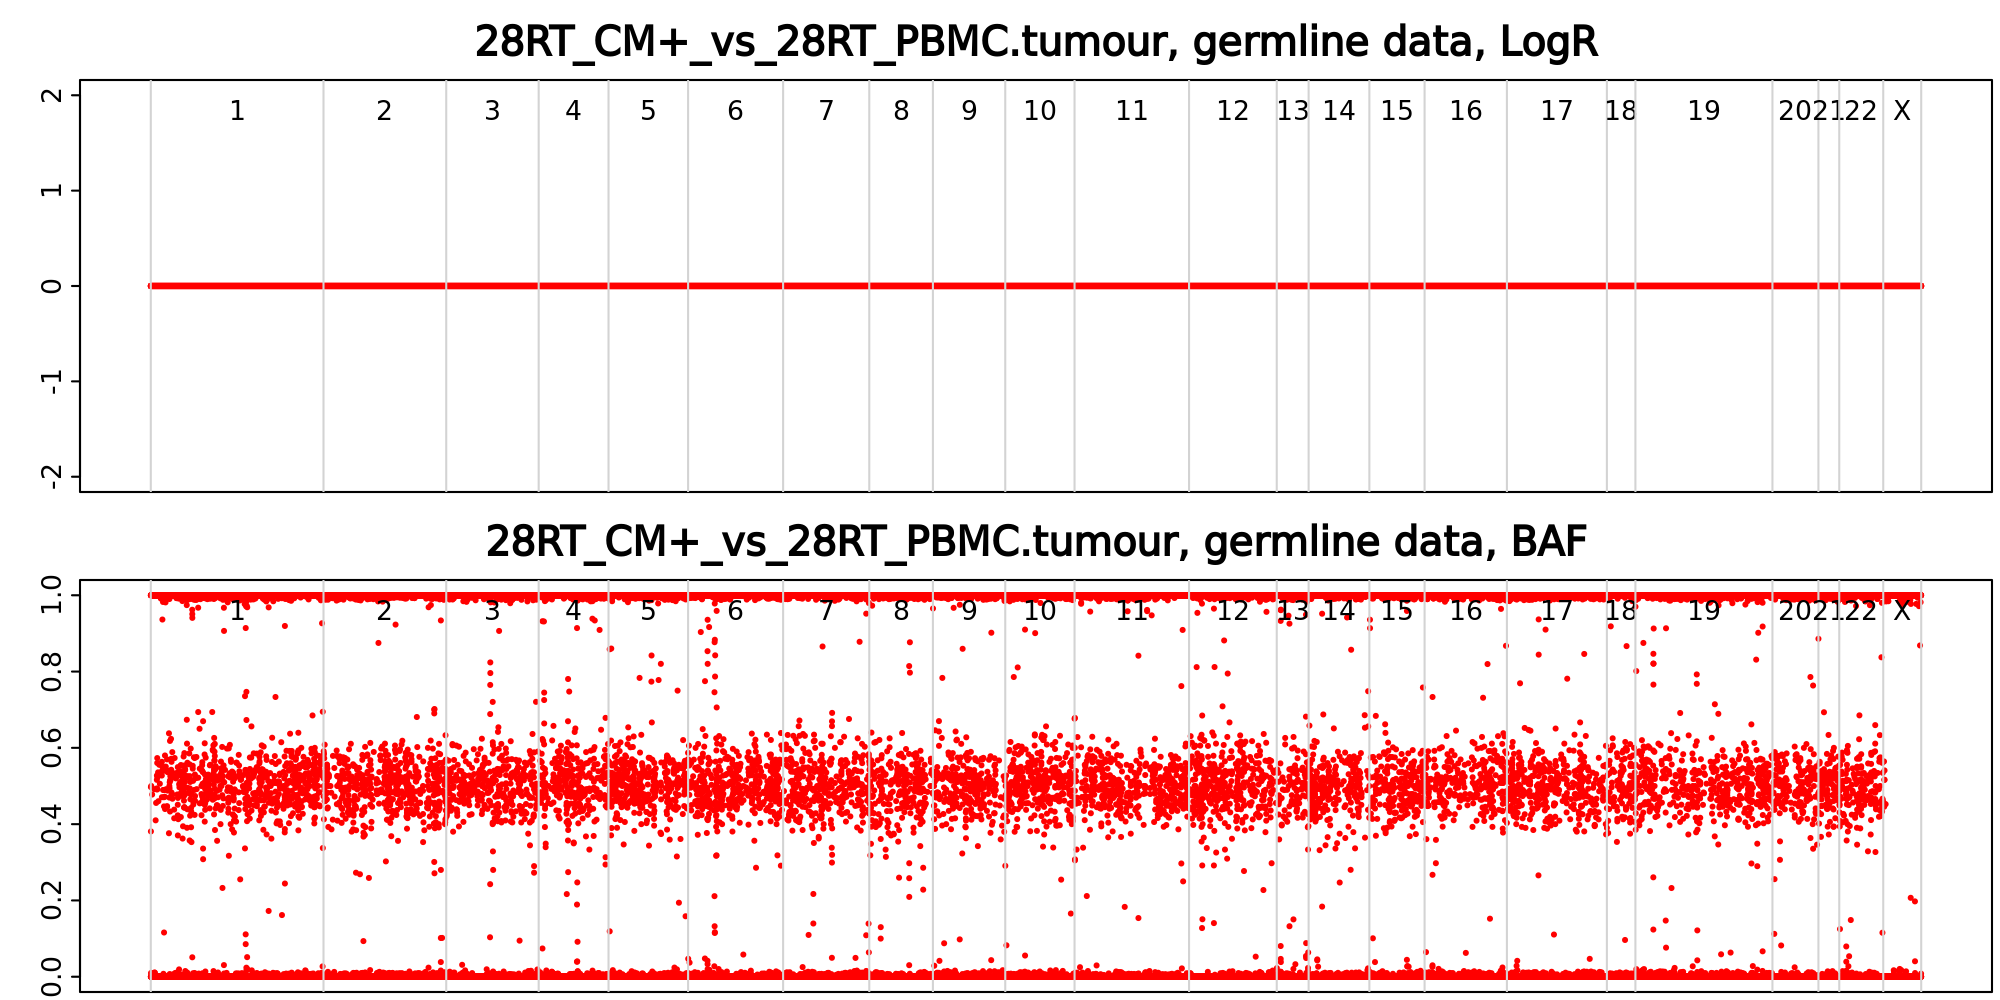 28RT_CM+_vs_28RT_PBMC.tumour, germline data, LogR
2
1
0
-1
-2
1 2 3 4 5 6 7 8 9 10 11 12 13 14 15 16 17 18 19 20 21 22 X
28RT_CM+_vs_28RT_PBMC.tumour, germline data, BAF
1.0
0.8
0.6
0.4
0.2
0.0
1 2 3 4 5 6 7 8 9 10 11 12 13 14 15 16 17 18 19 20 21 22 X